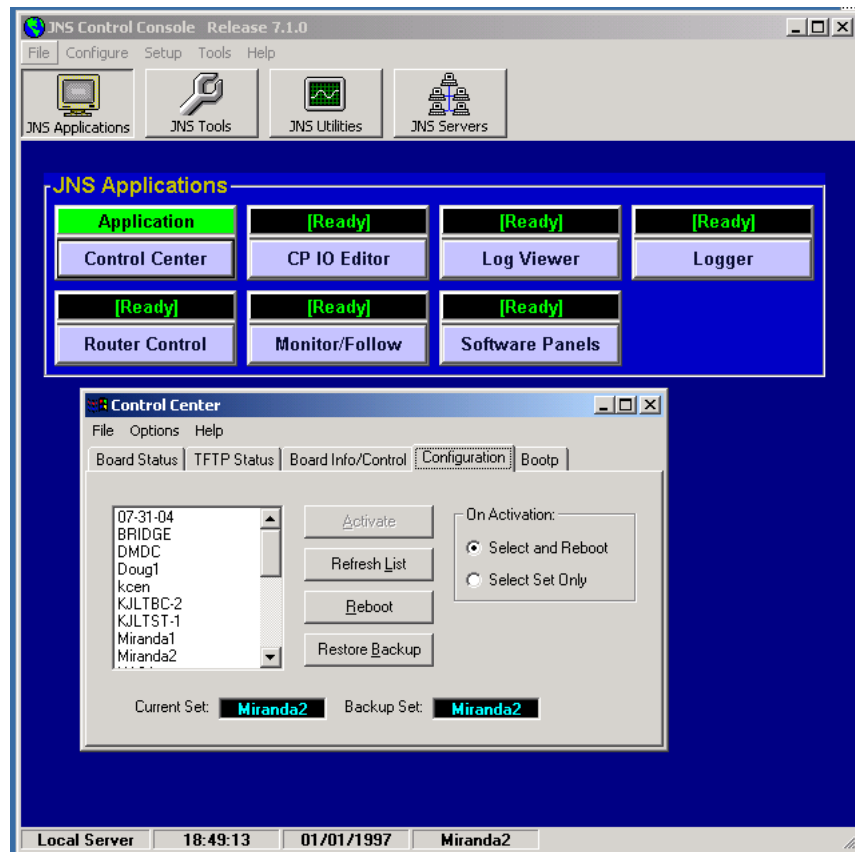 JNS Control Console Release 7.1.0
File Configure Setup Tools Help
JNS Applications JNS Tools JNS Utilities JNS Servers
JNS Applications
Application [Ready] [Ready] [Ready]
Control Center CP IO Editor Log Viewer Logger
[Ready] [Ready] [Ready]
Router Control Monitor/Follow Software Panels
Control Center
File Options Help
Board Status TFTP Status Board Info/Control Configuration Bootp
07-31-04
BRIDGE
DMDC
Doug1
kcen
KJLTBC-2
KJLTST-1
Miranda1
Miranda2
Activate
Refresh List
Reboot
Restore Backup
On Activation:
Select and Reboot
Select Set Only
Current Set: Miranda2 Backup Set: Miranda2
Local Server 18:49:13 01/01/1997 Miranda2